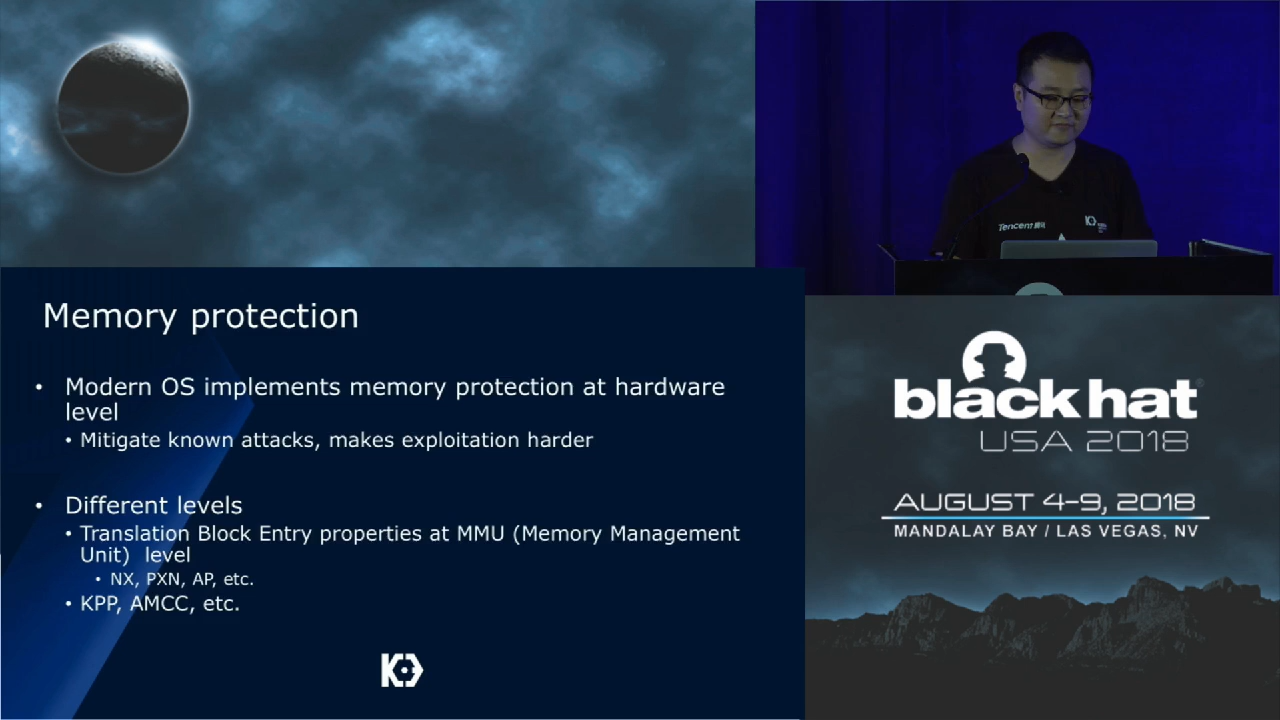 Tencent 腾讯
Memory protection
• Modern OS implements memory protection at hardware
level
• Mitigate known attacks, makes exploitation harder
• Different levels
• Translation Block Entry properties at MMU (Memory Management
Unit) level
• NX, PXN, AP, etc.
• KPP, AMCC, etc.
black hat
USA 2018
AUGUST 4-9, 2018
MANDALAY BAY / LAS VEGAS, NV